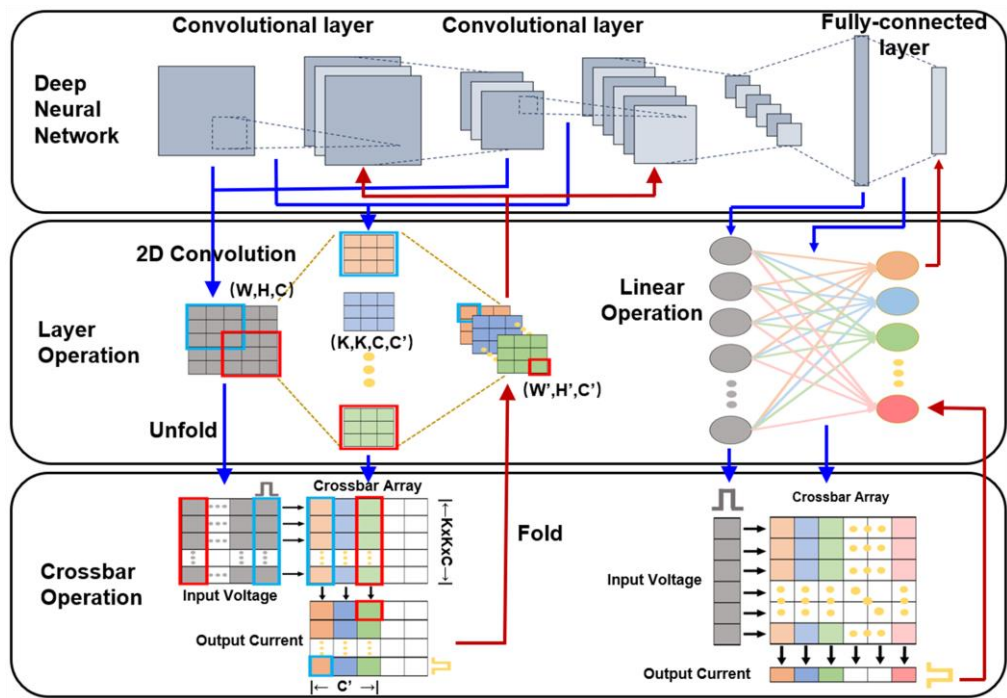 Convolutional layer
Convolutional layer
Fully-connected
layer
Deep
Neural
Network
2D Convolution
(W,H,C)
(K,K,C,C’)
(W’,H’,C’)
Layer
Operation
Linear
Operation
Unfold
Crossbar Array
|←KxKxC→|
Fold
Crossbar
Operation
Input Voltage
Output Current
|← C’ →|
Crossbar Array
Input Voltage
Output Current